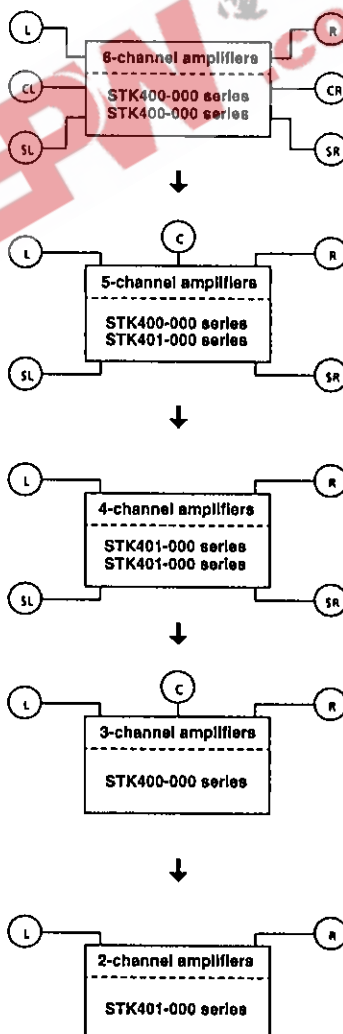 L
R
6-channel amplifiers
CL
CR
STK400-000 series
STK400-000 series
SL
SR
C
L
R
5-channel amplifiers
STK400-000 series
STK401-000 series
SL
SR
L
R
4-channel amplifiers
STK401-000 series
STK401-000 series
SL
SR
C
L
R
3-channel amplifiers
STK400-000 series
L
R
2-channel amplifiers
STK401-000 series